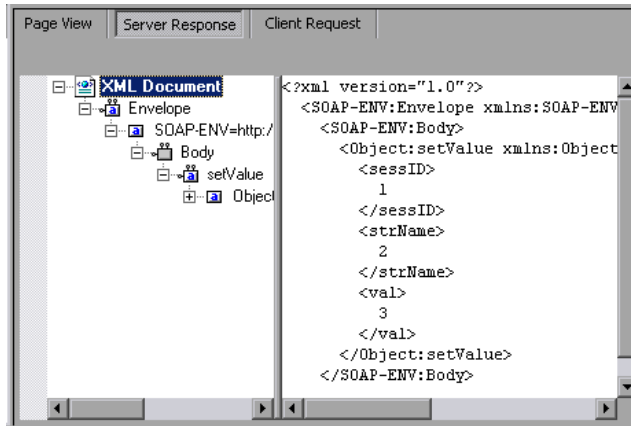 Page View
Server Response
Client Request
XML Document
Envelope
SOAP-ENV=http:/
Body
setValue
Object
<?xml version="1.0"?>
<SOAP-ENV:Envelope xmlns:SOAP-ENV
<SOAP-ENV:Body>
<Object:setValue xmlns:Object
<sessID>
1
</sessID>
<strName>
2
</strName>
<val>
3
</val>
</Object:setValue>
</SOAP-ENV:Body>